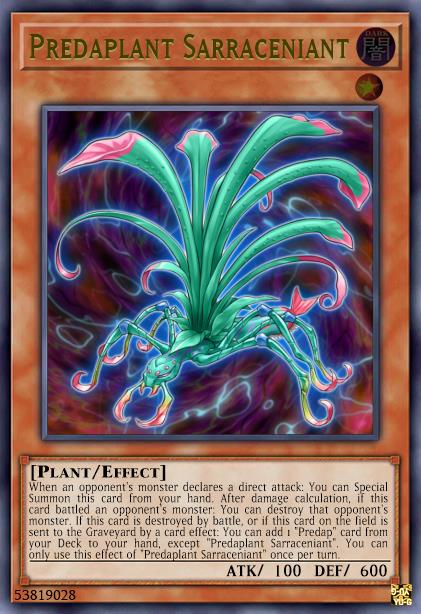 PREDAPLANT SARRACENIANT
DARK
闇
[PLANT/EFFECT]
When an opponent's monster declares a direct attack: You can Special
Summon this card from your hand. After damage calculation, if this
card battled an opponent's monster: You can destroy that opponent's
monster. If this card is destroyed by battle, or if this card on the field is
sent to the Graveyard by a card effect: You can add 1 "Predap" card from
your Deck to your hand, except "Predaplant Sarraceniant". You can
only use this effect of "Predaplant Sarraceniant" once per turn.
ATK/ 100 DEF/ 600
53819028